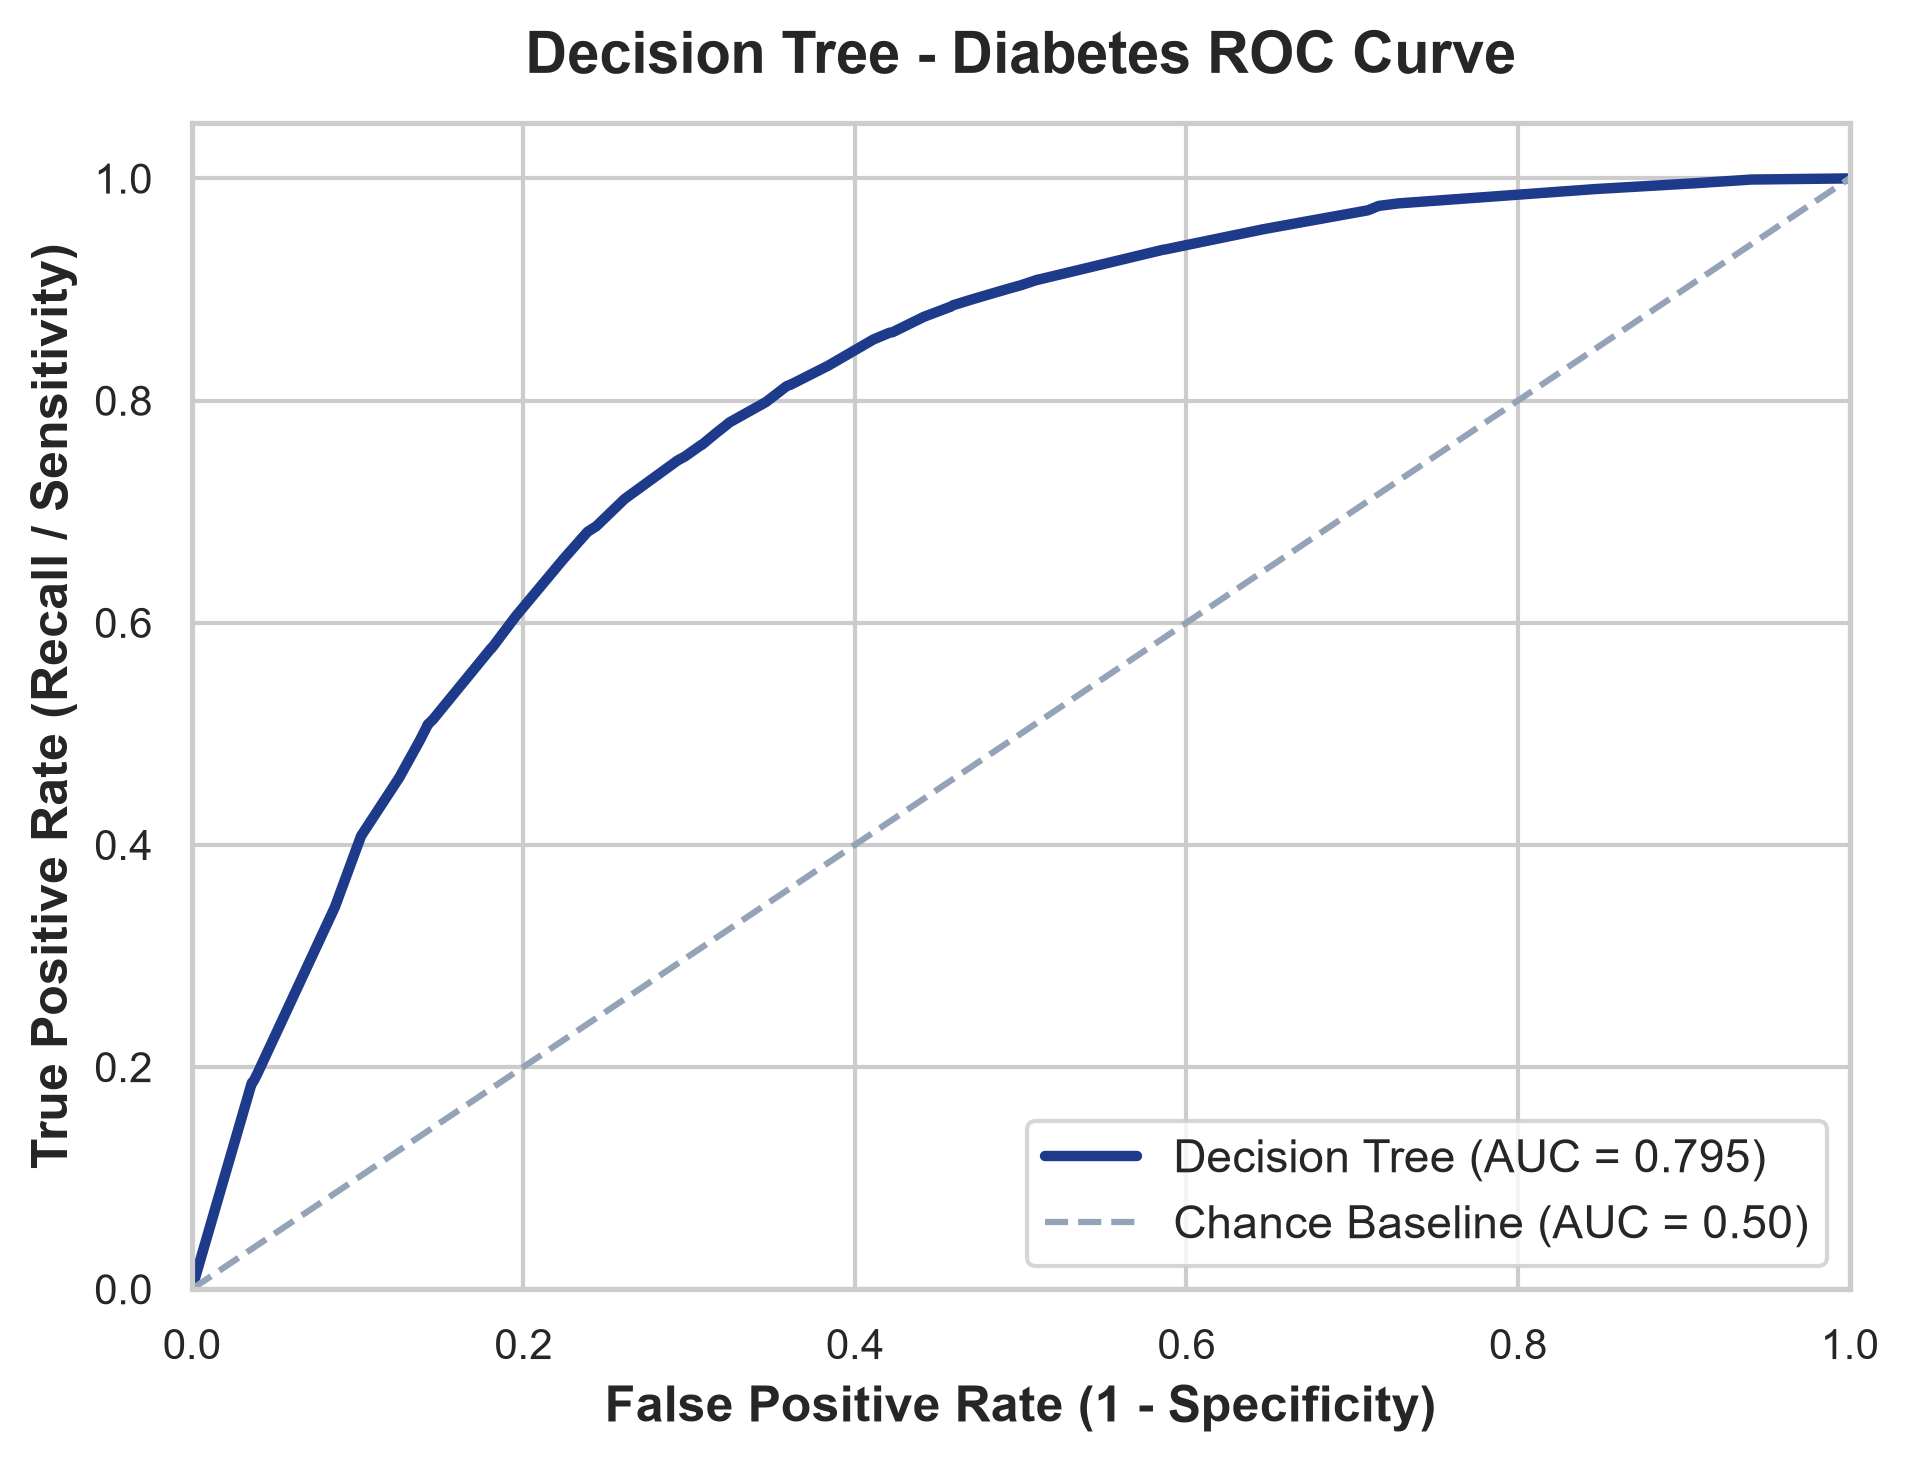 Decision Tree - Diabetes ROC Curve
True Positive Rate (Recall / Sensitivity)
1.0
0.8
0.6
0.4
0.2
0.0
Decision Tree (AUC = 0.795)
Chance Baseline (AUC = 0.50)
0.0 0.2 0.4 0.6 0.8 1.0
False Positive Rate (1 - Specificity)